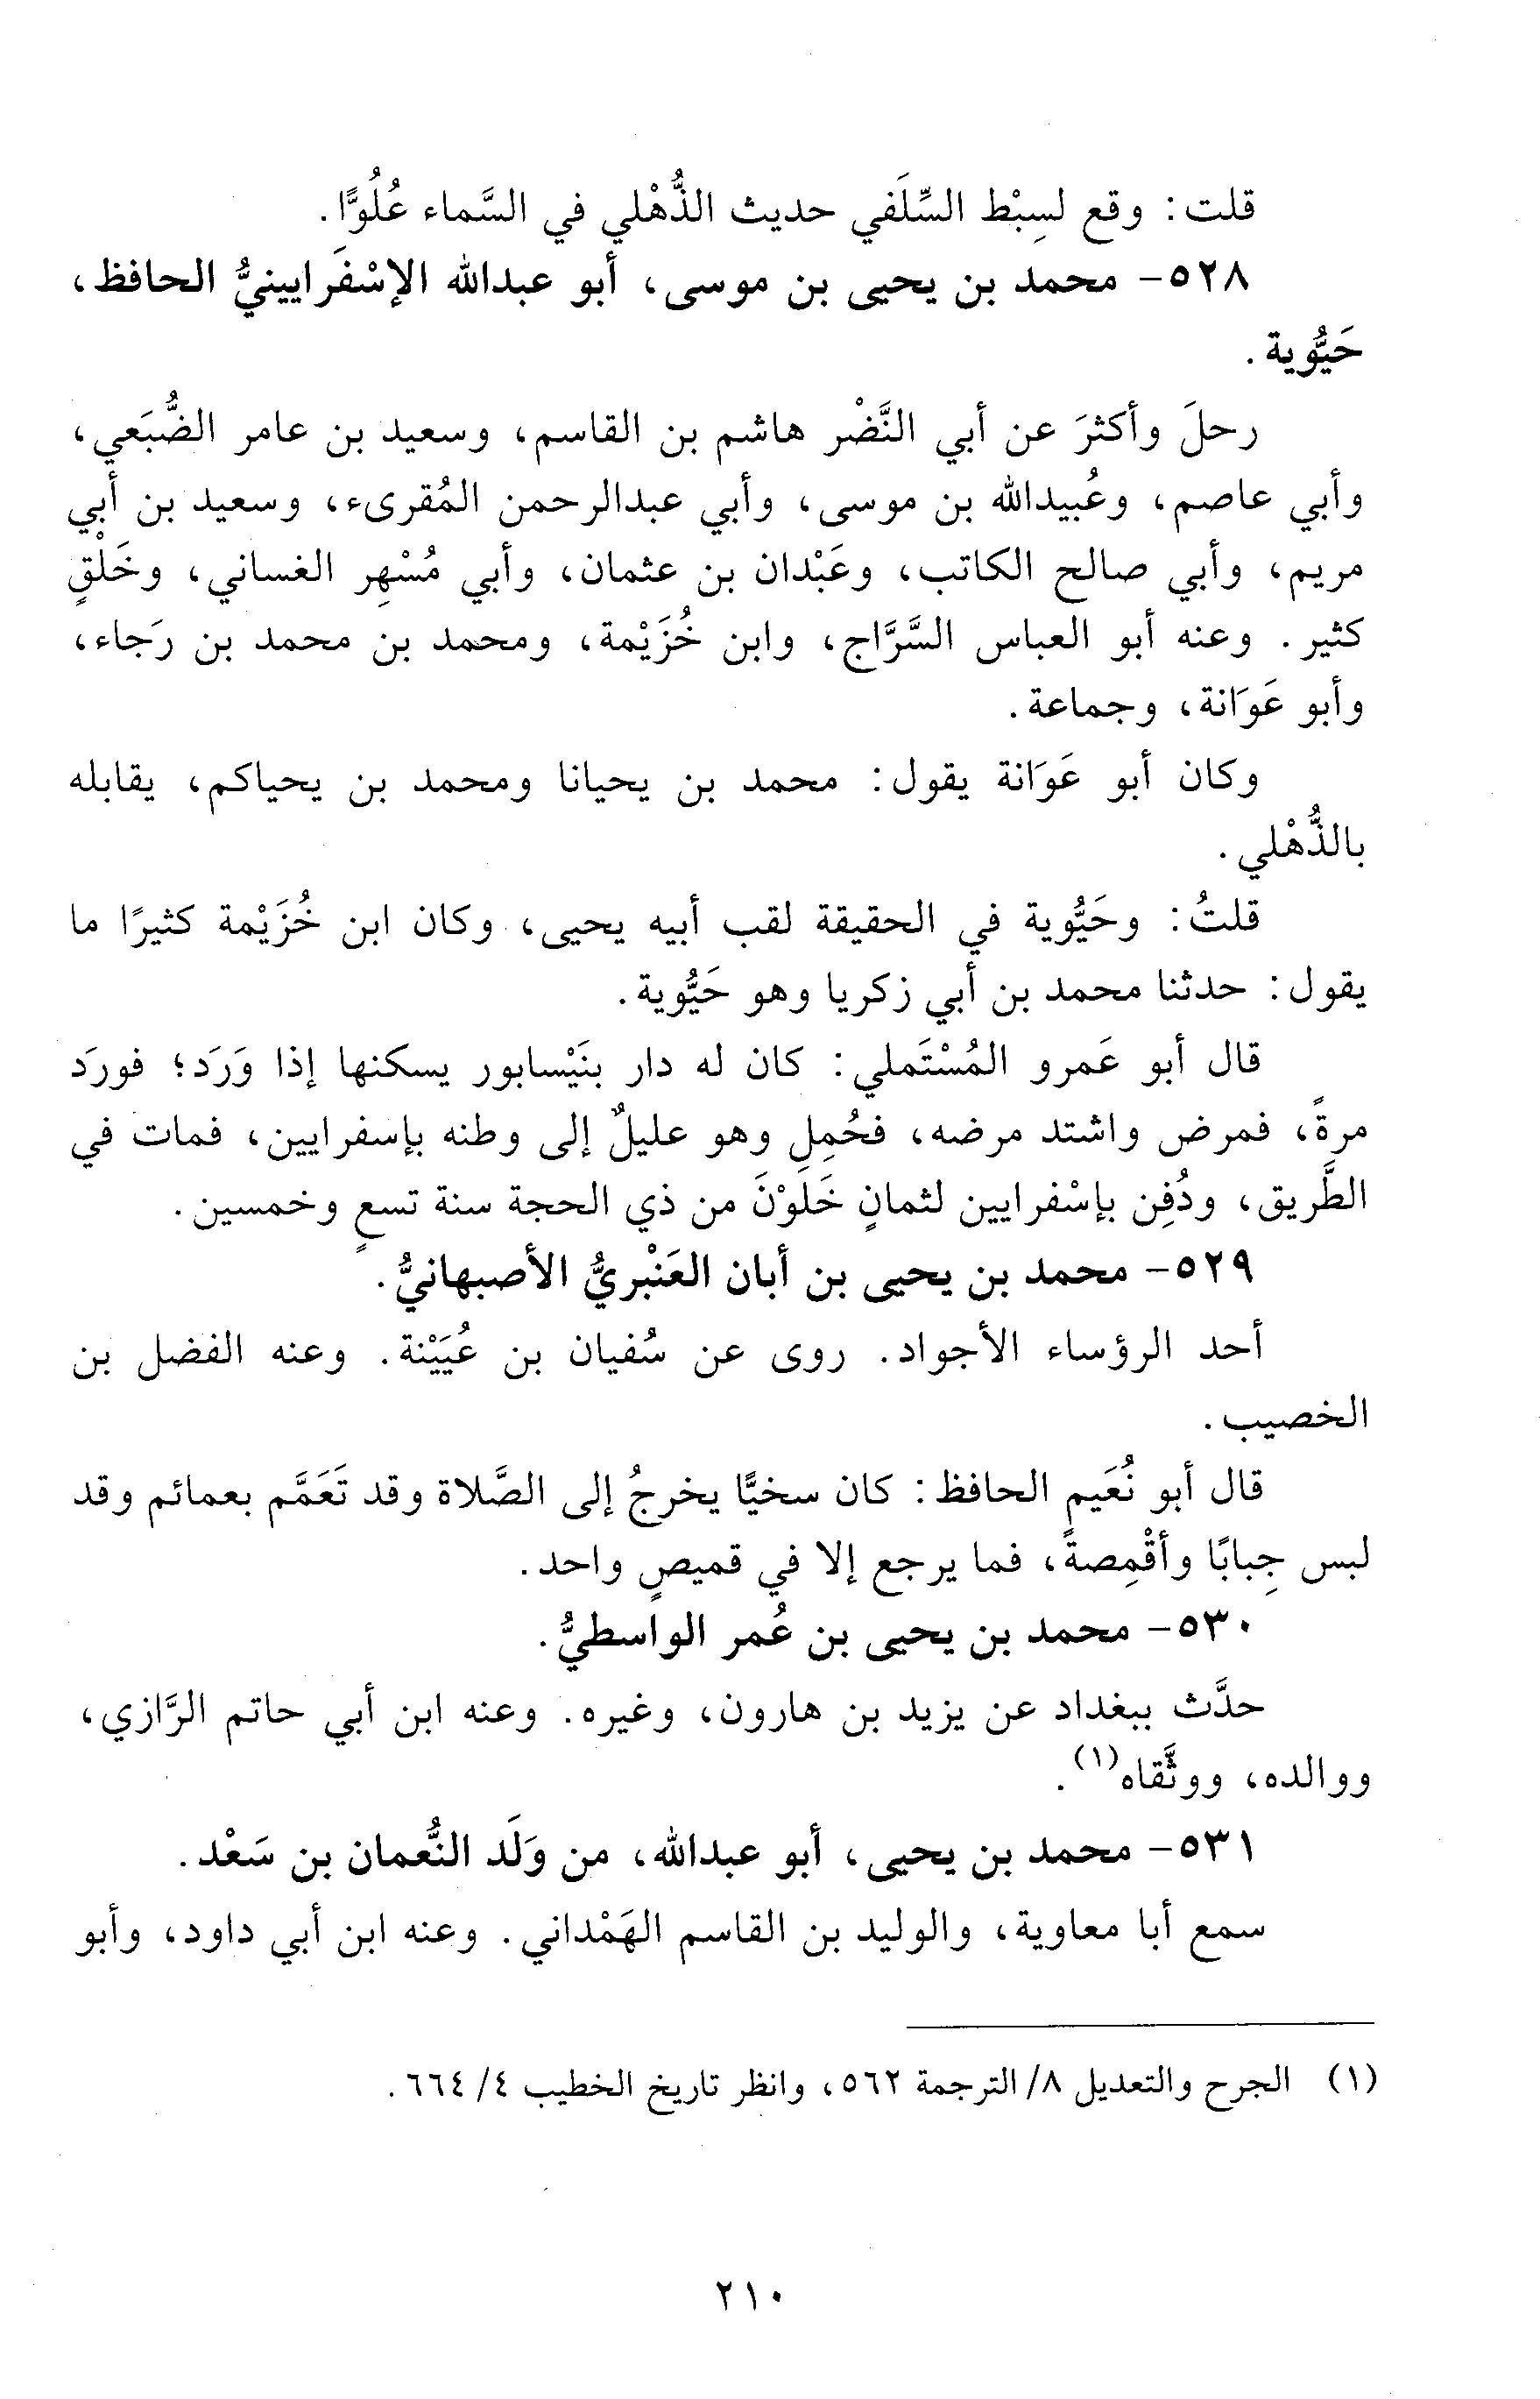 قلت: وقع لسِبْط السِّلَفي حديث الذُّهْلي في السَّماء عُلُوًّا.
٥٢٨- محمد بن يحيى بن موسى، أبو عبدالله الإسْفَرايينيُّ الحافظ،
حَيُّوية.
رحلَ وأكثرَ عن أبي النَّضْر هاشم بن القاسم، وسعيد بن عامر الضُّبَعي،
وأبي عاصم، وعُبيدالله بن موسى، وأبي عبدالرحمن المُقرىء، وسعيد بن أبي
مريم، وأبي صالح الكاتب، وعَبْدان بن عثمان، وأبي مُسْهِر الغساني، وخَلْقٍ
كثير. وعنه أبو العباس السَّرَّاج، وابن خُزَيْمة، ومحمد بن محمد بن رَجاء،
وأبو عَوَانة، وجماعة.
وكان أبو عَوَانة يقول: محمد بن يحيانا ومحمد بن يحياكم، يقابله
بالذُّهْلي.
قلتُ: وحَيُّوية في الحقيقة لقب أبيه يحيى، وكان ابن خُزَيْمة كثيرًا ما
يقول: حدثنا محمد بن أبي زكريا وهو حَيُّوية.
قال أبو عَمرو المُسْتَملي: كان له دار بنَيْسابور يسكنها إذا وَرَد؛ فورَد
مرةً، فمرض واشتد مرضه، فحُمِل وهو عليلٌ إلى وطنه بإسفرايين، فمات في
الطَّريق، ودُفِن بإسْفرايين لثمانٍ خَلَوْنَ من ذي الحجة سنة تسعٍ وخمسين.
٥٢٩- محمد بن يحيى بن أبان العَنْبريُّ الأصبهانيُّ.
أحد الرؤساء الأجواد. روى عن سُفيان بن عُيَيْنة. وعنه الفضل بن
الخصيب.
قال أبو نُعَيم الحافظ: كان سخيًّا يخرجُ إلى الصَّلاة وقد تَعَمَّم بعمائم وقد
لبس جِبابًا وأقْمِصةً، فما يرجع إلا في قميصٍ واحد.
٥٣٠- محمد بن يحيى بن عُمر الواسطيُّ.
حدَّث ببغداد عن يزيد بن هارون، وغيره. وعنه ابن أبي حاتم الرَّازي،
ووالده، ووثَّقاه(١).
٥٣١- محمد بن يحيى، أبو عبدالله، من وَلَد النُّعمان بن سَعْد.
سمع أبا معاوية، والوليد بن القاسم الهَمْداني. وعنه ابن أبي داود، وأبو
(١) الجرح والتعديل ٨/ الترجمة ٥٦٢، وانظر تاريخ الخطيب ٤/ ٦٦٤.
٢١٠